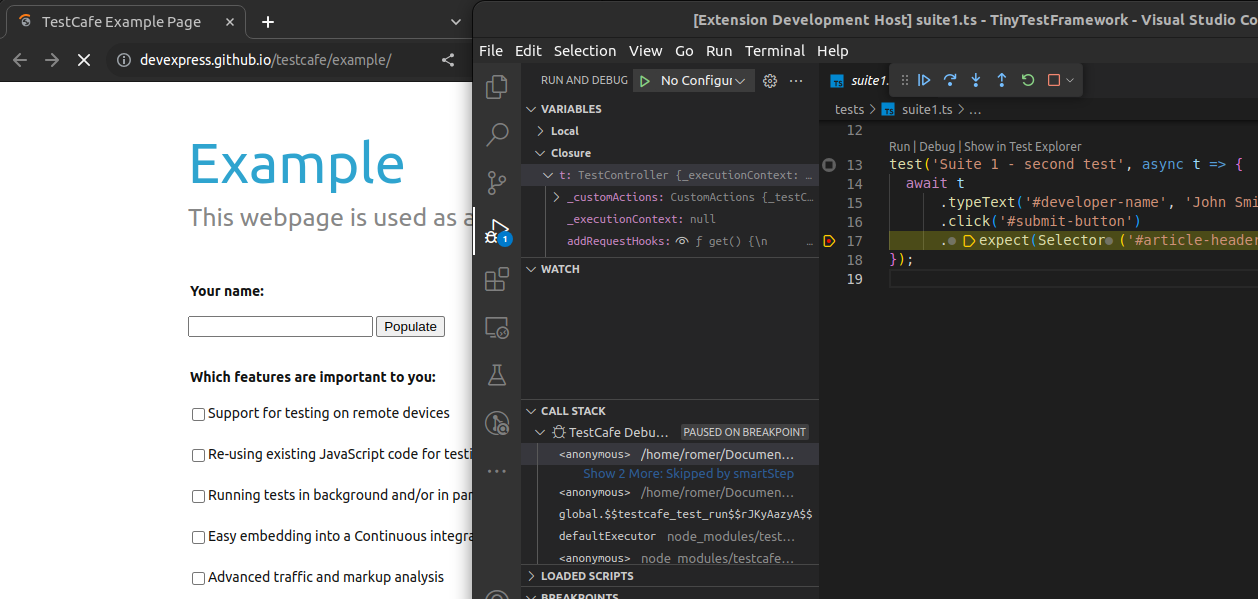 TestCafe Example Page
devexpress.github.io/testcafe/example/
Example
This webpage is used as a
Your name:
Populate
Which features are important to you:
Support for testing on remote devices
Re-using existing JavaScript code for testi
Running tests in background and/or in par
Easy embedding into a Continuous integra
Advanced traffic and markup analysis
[Extension Development Host] suite1.ts - TinyTestFramework - Visual Studio Co
File Edit Selection View Go Run Terminal Help
RUN AND DEBUG No Configur
VARIABLES
Local
Closure
t: TestController {_executionContext: …
_customActions: CustomActions {_testC…
_executionContext: null
addRequestHooks: ƒ get() {\n …
WATCH
CALL STACK
TestCafe Debu… PAUSED ON BREAKPOINT
<anonymous> /home/romer/Documen…
Show 2 More: Skipped by smartStep
<anonymous> /home/romer/Documen…
global.$$testcafe_test_run$$rJKyAazyA$$
defaultExecutor node_modules/test…
<anonymous> node_modules/testcafe…
LOADED SCRIPTS
BREAKPOINTS
1
TS suite1.
tests > TS suite1.ts > …
12
Run | Debug | Show in Test Explorer
13 test('Suite 1 - second test', async t => {
14 await t
15 .typeText('#developer-name', 'John Smi
16 .click('#submit-button')
17 .expect(Selector('#article-header
18 });
19